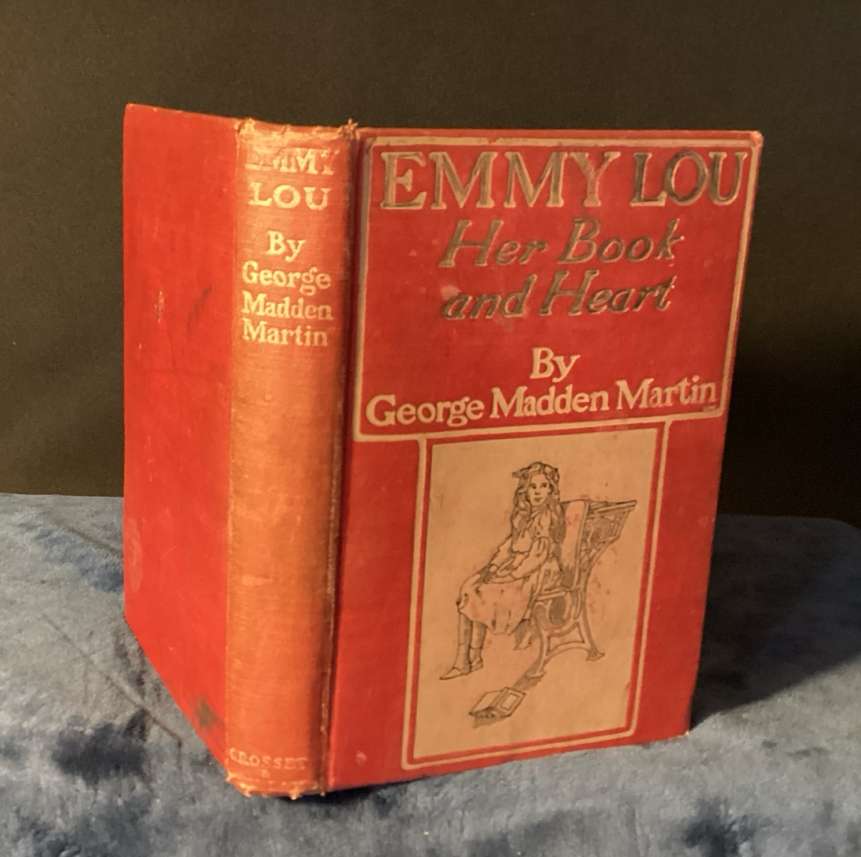 EMMY
LOU
By
George
Madden
Martin
GROSSET
EMMY LOU
Her Book
and Heart
By
George Madden Martin